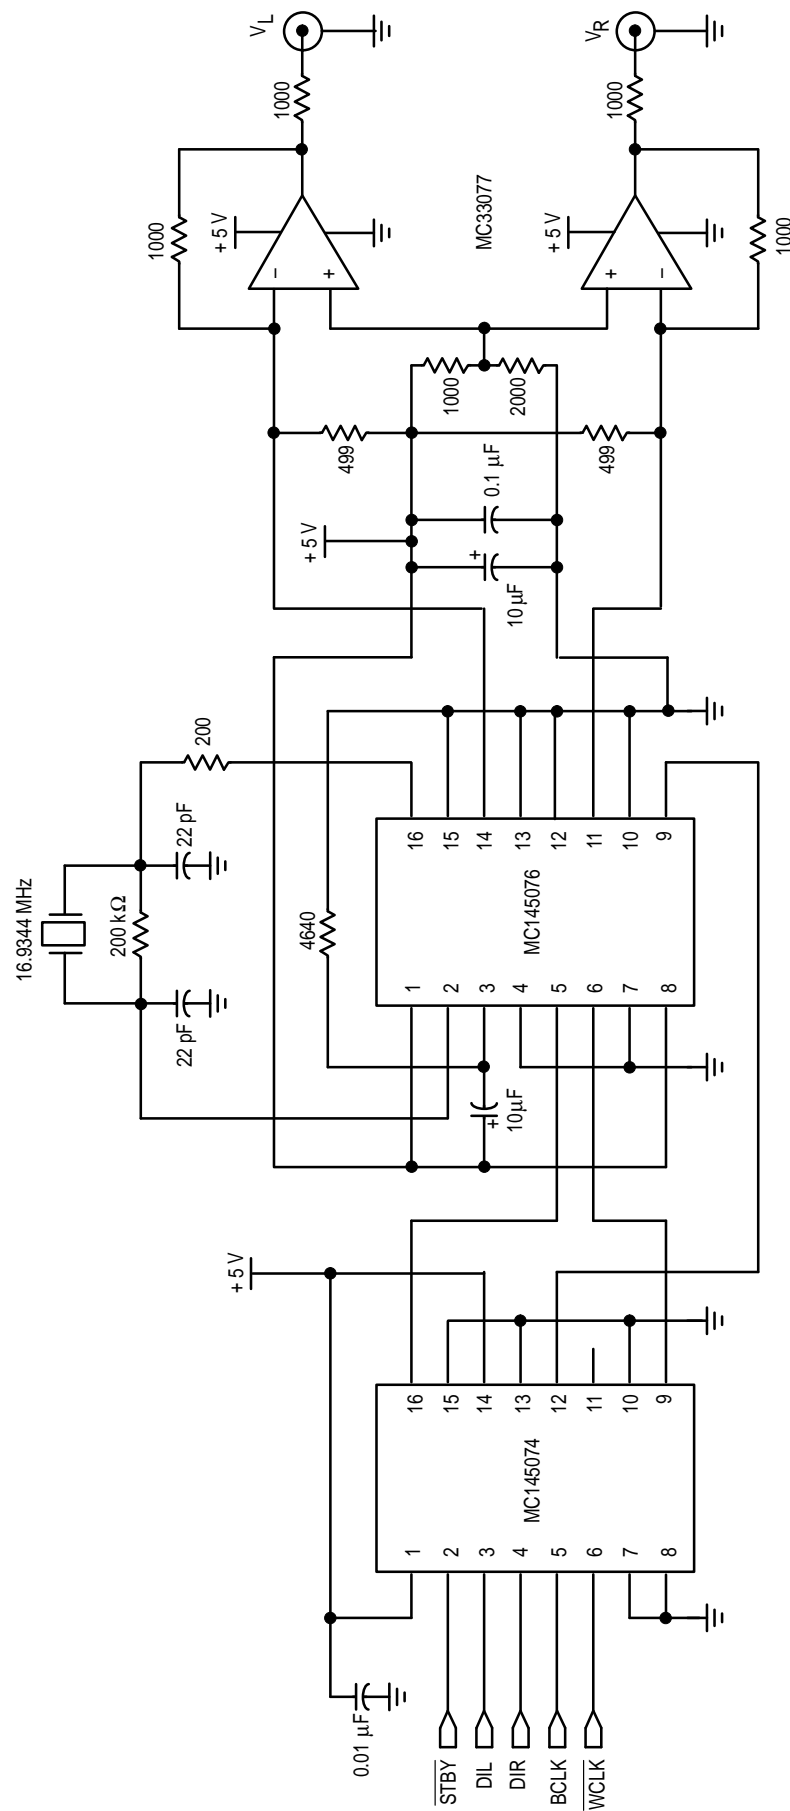 V_L
V_R
1000
1000
1000
+ 5 V
−
+
MC33077
+ 5 V
+
−
1000
499
1000
2000
499
+ 5 V
+
10 µF
0.1 µF
16.9344 MHz
200
22 pF
200 kΩ
22 pF
4640
16
15
14
13
12
11
10
9
MC145076
1
2
3
4
5
6
7
8
+
10µF
+ 5 V
16
15
14
13
12
11
10
9
MC145074
1
2
3
4
5
6
7
8
0.01 µF
STBY
DIL
DIR
BCLK
WCLK